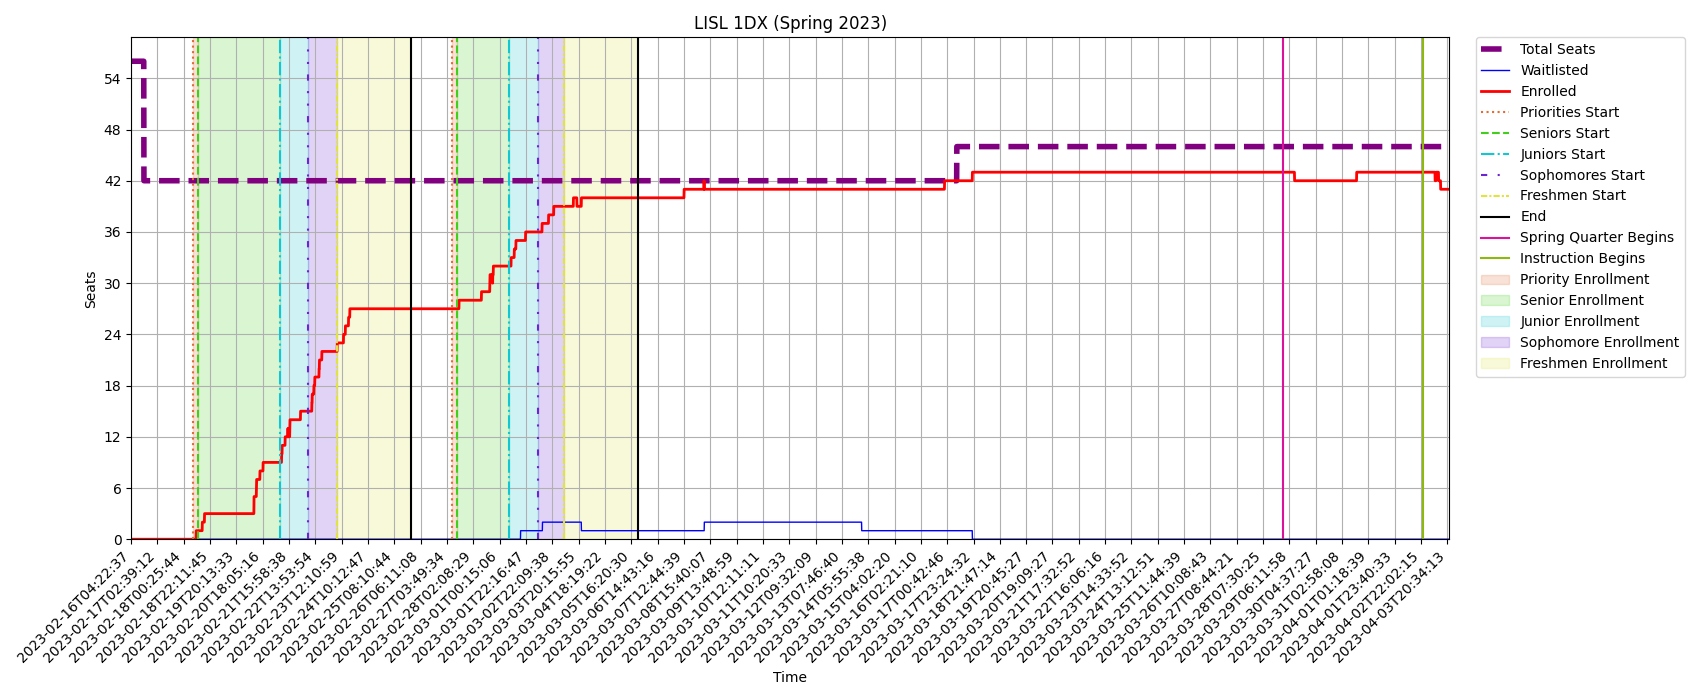 LISL 1DX (Spring 2023)
Seats
54
48
42
36
30
24
18
12
6
0
2023-02-16T04:22:37
2023-02-17T02:39:12
2023-02-18T00:25:44
2023-02-18T22:11:45
2023-02-19T20:13:33
2023-02-20T18:05:16
2023-02-21T15:58:38
2023-02-22T13:53:54
2023-02-23T12:10:59
2023-02-24T10:12:47
2023-02-25T08:10:44
2023-02-26T06:11:08
2023-02-27T03:49:34
2023-02-28T02:08:29
2023-03-01T00:15:06
2023-03-01T22:16:47
2023-03-02T22:09:38
2023-03-03T20:15:55
2023-03-04T18:19:22
2023-03-05T16:20:30
2023-03-06T14:43:16
2023-03-07T12:44:39
2023-03-08T15:40:07
2023-03-09T13:48:59
2023-03-10T12:11:11
2023-03-11T10:20:33
2023-03-12T09:32:09
2023-03-13T07:46:40
2023-03-14T05:55:38
2023-03-15T04:02:20
2023-03-16T02:21:10
2023-03-17T00:42:46
2023-03-17T23:24:32
2023-03-18T21:47:14
2023-03-19T20:45:27
2023-03-20T19:09:27
2023-03-21T17:32:52
2023-03-22T16:06:16
2023-03-23T14:33:52
2023-03-24T13:12:51
2023-03-25T11:44:39
2023-03-26T10:08:43
2023-03-27T08:44:21
2023-03-28T07:30:25
2023-03-29T06:11:58
2023-03-30T04:37:27
2023-03-31T02:58:08
2023-04-01T01:18:39
2023-04-01T23:40:33
2023-04-02T22:02:15
2023-04-03T20:34:13
Time
Total Seats
Waitlisted
Enrolled
Priorities Start
Seniors Start
Juniors Start
Sophomores Start
Freshmen Start
End
Spring Quarter Begins
Instruction Begins
Priority Enrollment
Senior Enrollment
Junior Enrollment
Sophomore Enrollment
Freshmen Enrollment